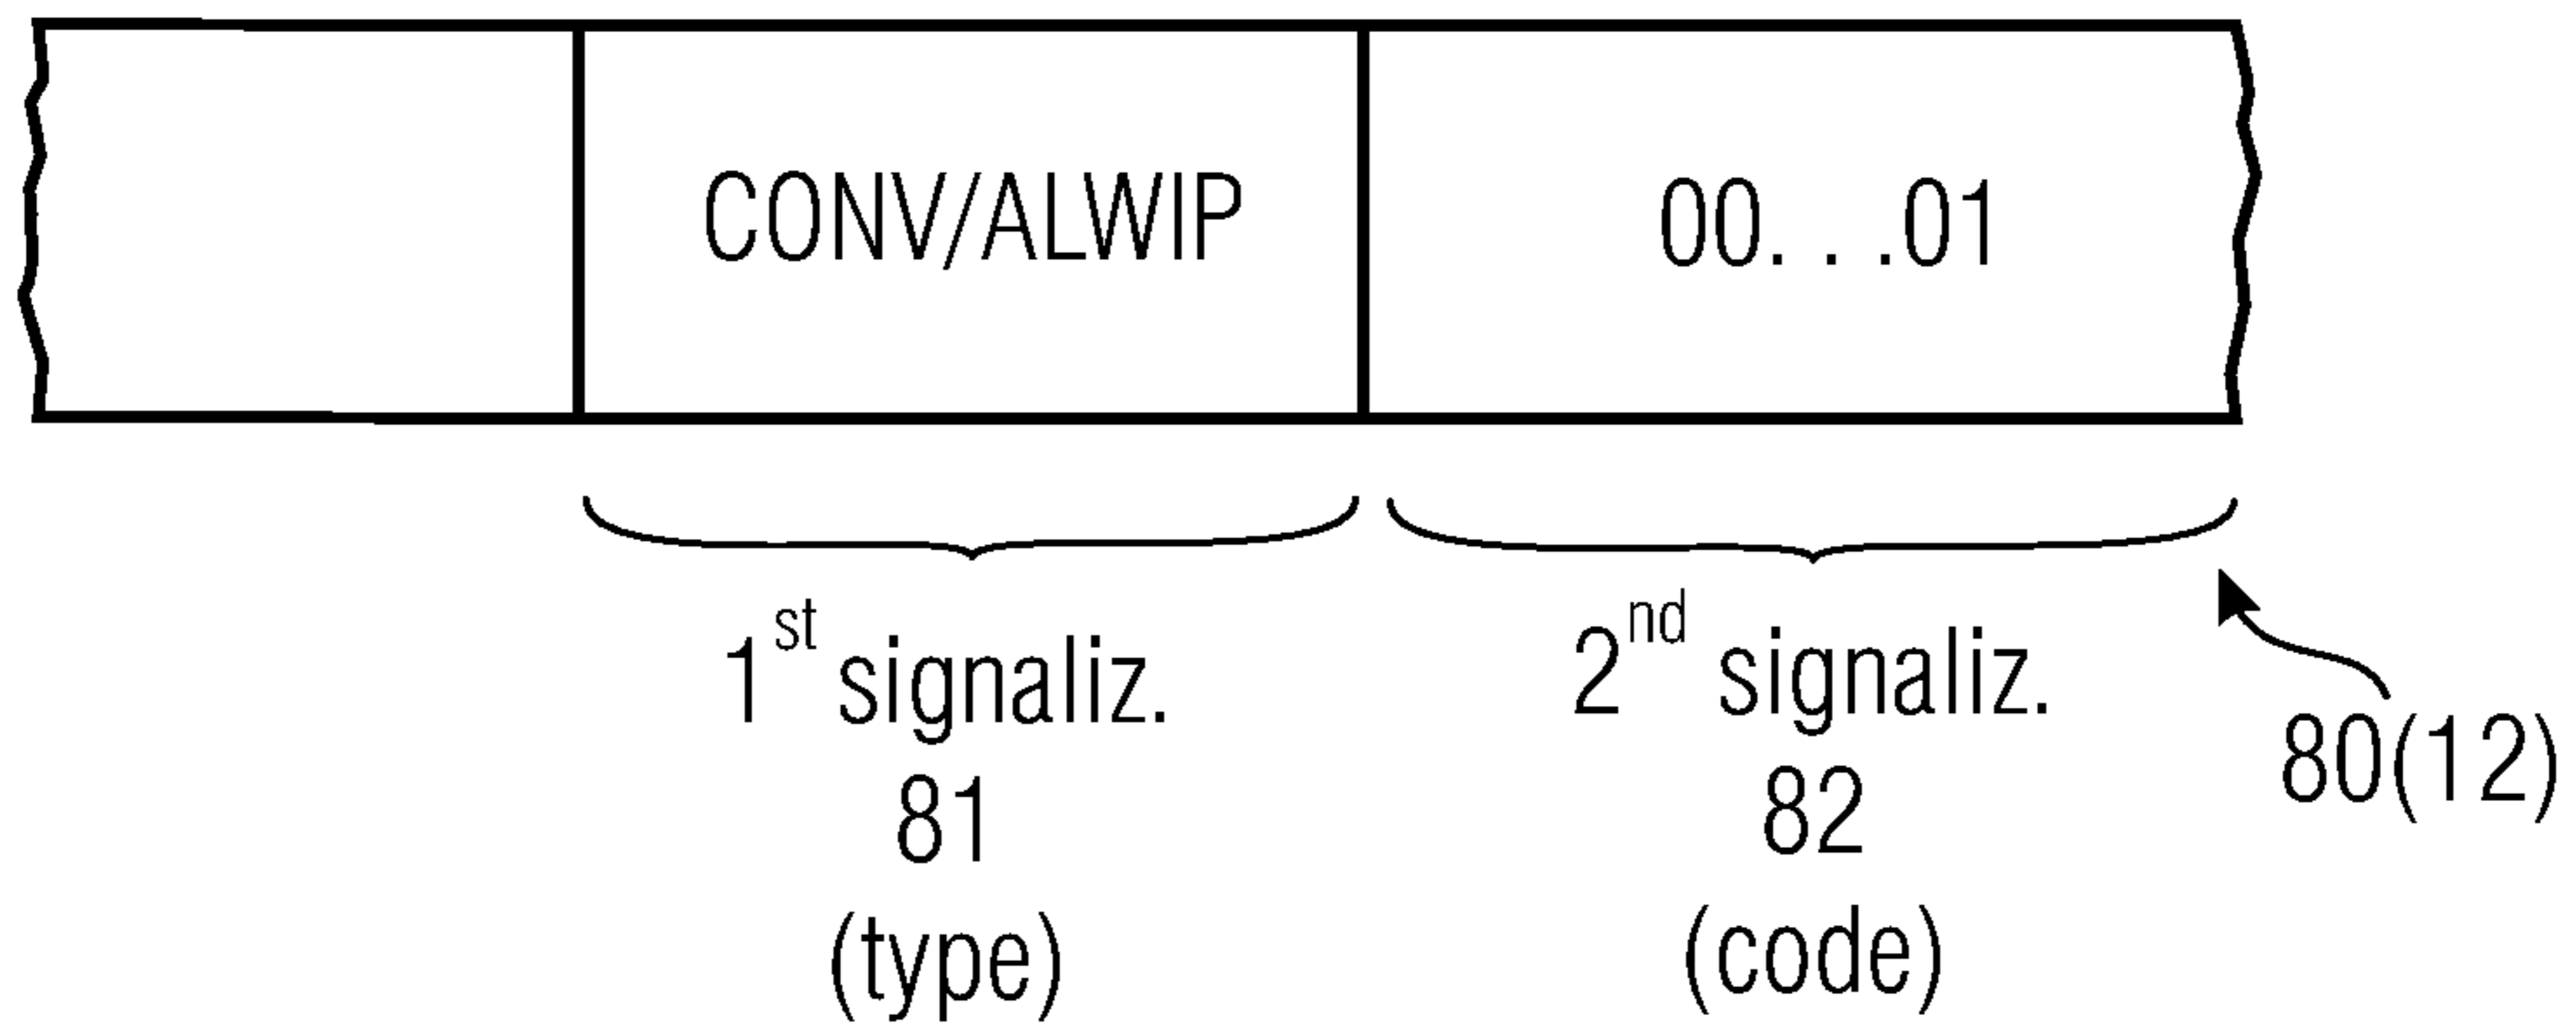 CONV/ALWIP 00. . .01
1st signaliz. 2nd signaliz.
81 82 80(12)
(type) (code)